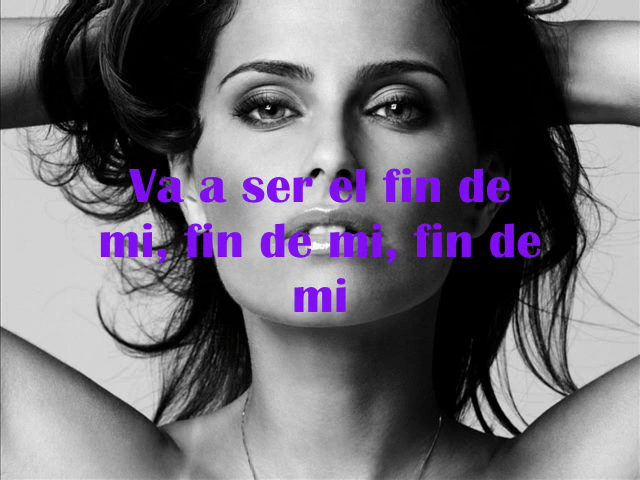 Va a ser el fin de
mi, fin de mi, fin de
mi